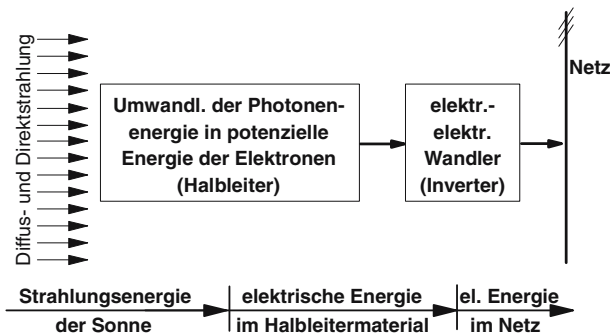 Diffus- und Direktstrahlung
Umwandl. der Photonen-
energie in potenzielle
Energie der Elektronen
(Halbleiter)
elektr.-
elektr.
Wandler
(Inverter)
Netz
Strahlungsenergie
der Sonne
elektrische Energie
im Halbleitermaterial
el. Energie
im Netz